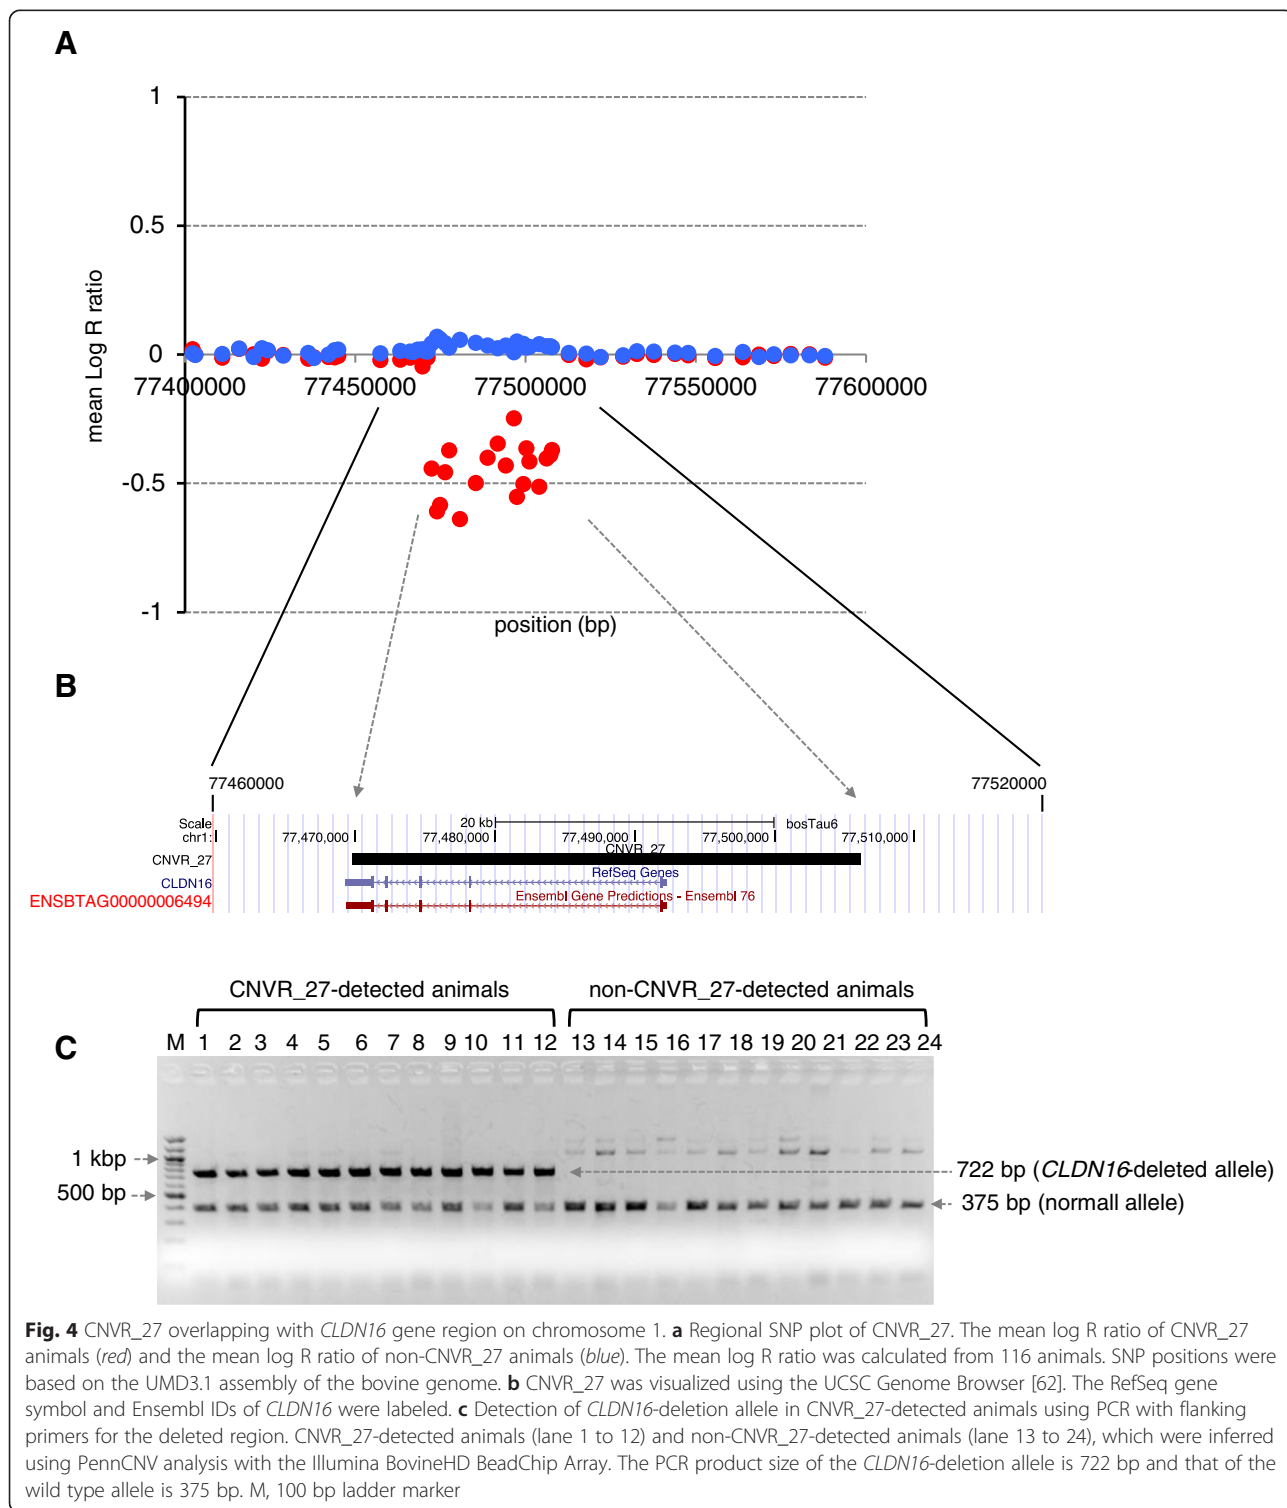 A
1
0.5
0
-0.5
-1
mean Log R ratio
77400000 77450000 77500000 77550000 77600000
position (bp)
B
77460000 77520000
Scale 20 kb bosTau6
chr1: 77,470,000 77,480,000 77,490,000 77,500,000 77,510,000
CNVR_27
CNVR_27
RefSeq Genes
CLDN16
Ensembl Gene Predictions - Ensembl 76
ENSBTAG00000006494
CNVR_27-detected animals non-CNVR_27-detected animals
C
M 1 2 3 4 5 6 7 8 9 10 11 12 13 14 15 16 17 18 19 20 21 22 23 24
1 kbp
500 bp
722 bp (CLDN16-deleted allele)
375 bp (normall allele)
Fig. 4 CNVR_27 overlapping with CLDN16 gene region on chromosome 1. a Regional SNP plot of CNVR_27. The mean log R ratio of CNVR_27
animals (red) and the mean log R ratio of non-CNVR_27 animals (blue). The mean log R ratio was calculated from 116 animals. SNP positions were
based on the UMD3.1 assembly of the bovine genome. b CNVR_27 was visualized using the UCSC Genome Browser [62]. The RefSeq gene
symbol and Ensembl IDs of CLDN16 were labeled. c Detection of CLDN16-deletion allele in CNVR_27-detected animals using PCR with flanking
primers for the deleted region. CNVR_27-detected animals (lane 1 to 12) and non-CNVR_27-detected animals (lane 13 to 24), which were inferred
using PennCNV analysis with the Illumina BovineHD BeadChip Array. The PCR product size of the CLDN16-deletion allele is 722 bp and that of the
wild type allele is 375 bp. M, 100 bp ladder marker